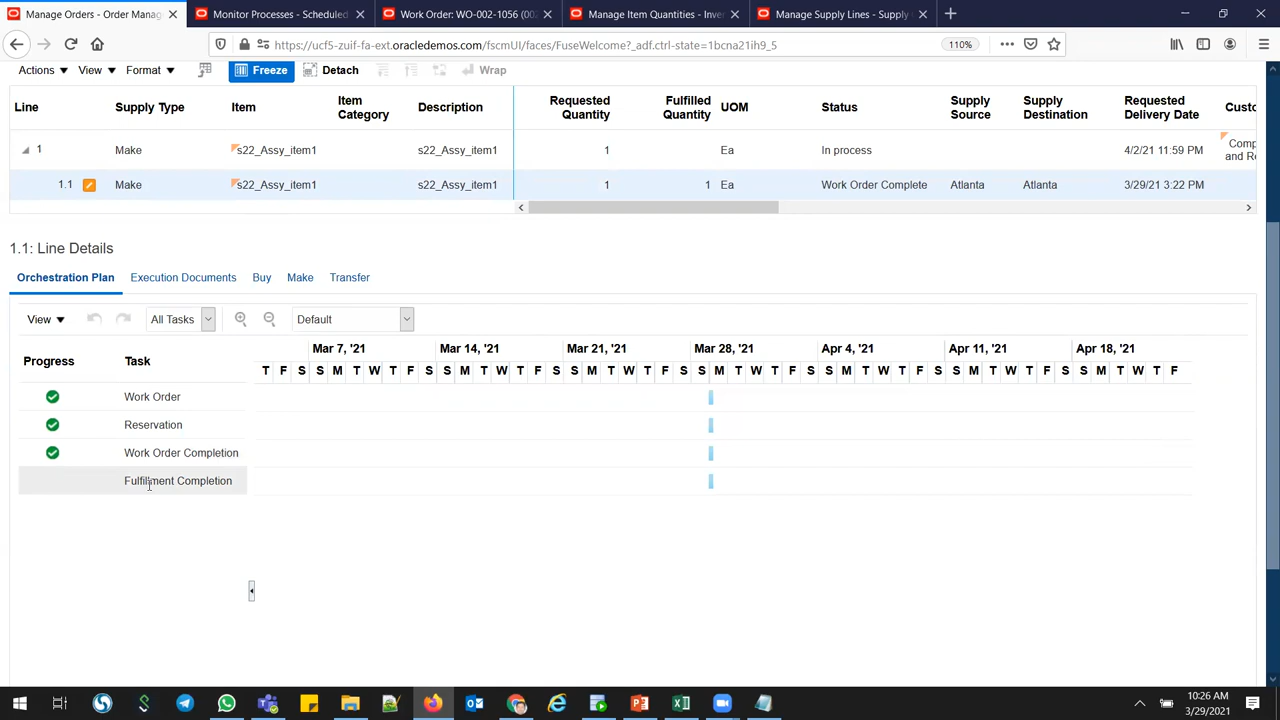 Manage Orders - Order Manag
Monitor Processes - Scheduled
Work Order WO-002-1056 (002
Manage Item Quantities - Inven
Manage Supply Lines - Supply
https://ucf5-zuif-fa-ext.oracledemos.com/fscmUI/faces/FuseWelcome?_adf.ctrl-state=1bcna21ih9_5
110%
Actions View Format Freeze Detach Wrap
Line Supply Type Item Item Category Description Requested Quantity Fulfilled Quantity UOM Status Supply Source Supply Destination Requested Delivery Date Custo
1 Make s22_Assy_item1 s22_Assy_item1 1 Ea In process 4/2/21 11:59 PM Comp and Re
1.1 Make s22_Assy_item1 s22_Assy_item1 1 1 Ea Work Order Complete Atlanta Atlanta 3/29/21 3:22 PM
1.1: Line Details
Orchestration Plan Execution Documents Buy Make Transfer
View All Tasks Default
Progress Task
Mar 7, '21 Mar 14, '21 Mar 21, '21 Mar 28, '21 Apr 4, '21 Apr 11, '21 Apr 18, '21
T F S S M T W T F S S M T W T F S S M T W T F S S M T W T F S S M T W T F S S M T W T F S S M T W T F
Work Order
Reservation
Work Order Completion
Fulfillment Completion
10:26 AM
3/29/2021